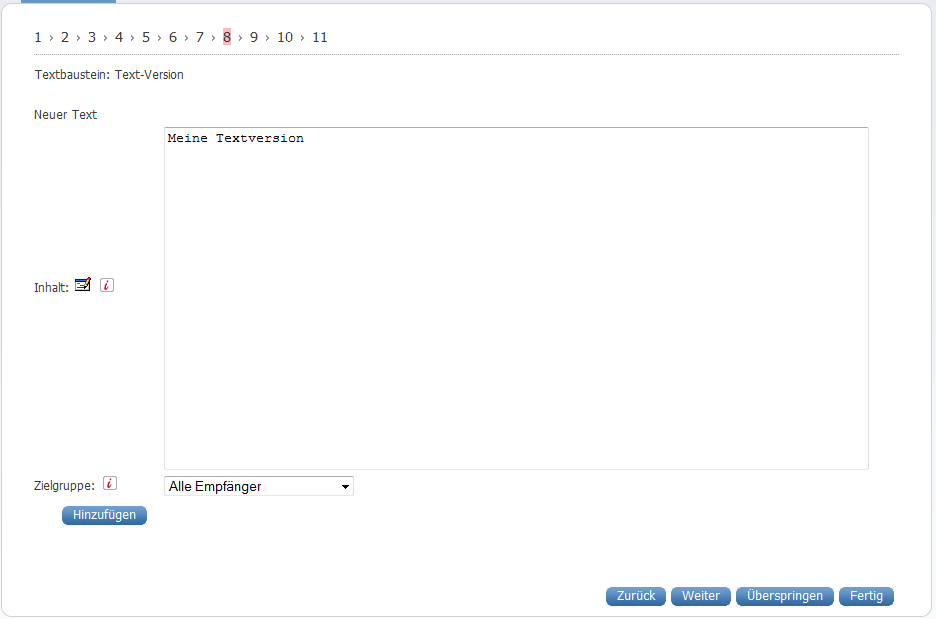 1 › 2 › 3 › 4 › 5 › 6 › 7 › 8 › 9 › 10 › 11
Textbaustein: Text-Version
Neuer Text
Meine Textversion
Inhalt: i
Zielgruppe: i Alle Empfänger
Hinzufügen
Zurück Weiter Überspringen Fertig